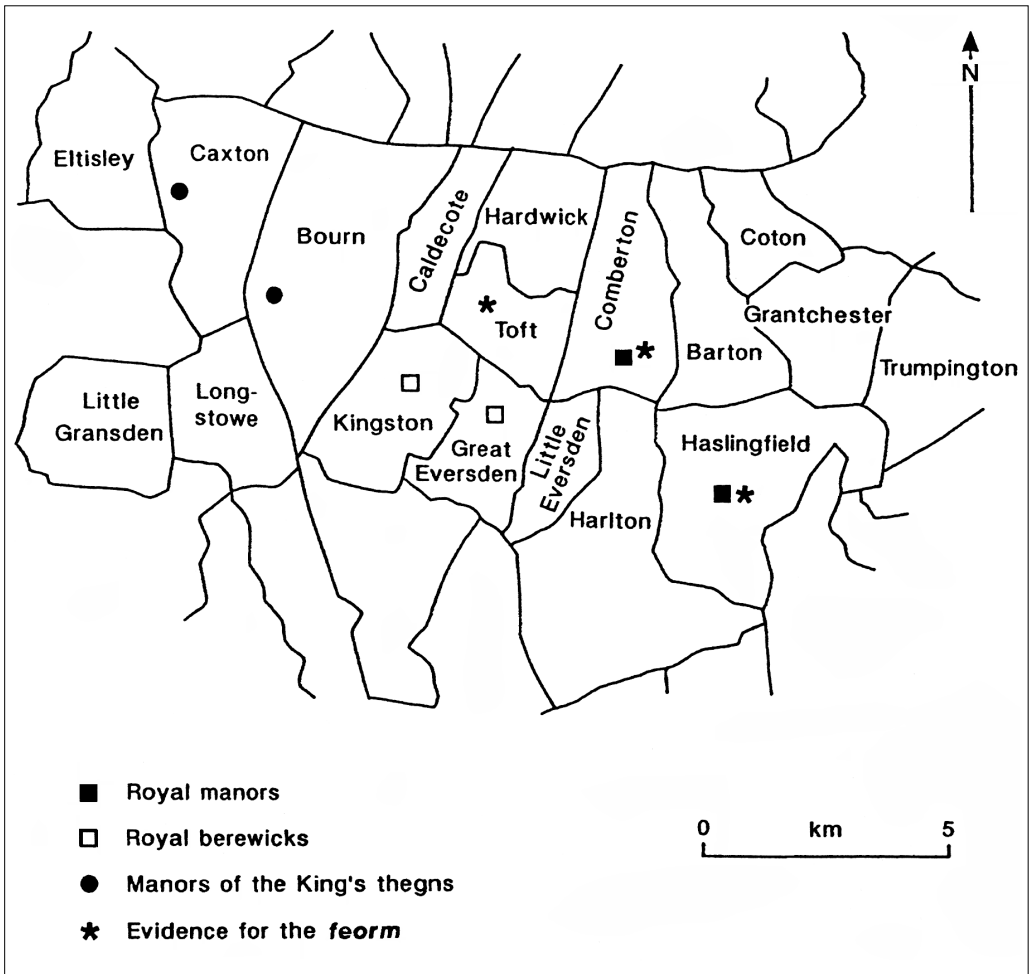 N
Eltisley
Caxton
Bourn
Caldecote
Hardwick
Toft
Comberton
Coton
Grantchester
Barton
Trumpington
Little
Gransden
Long-
stowe
Kingston
Great
Eversden
Little
Eversden
Harlton
Haslingfield
Royal manors
Royal berewicks
Manors of the King's thegns
Evidence for the feorm
0 km 5